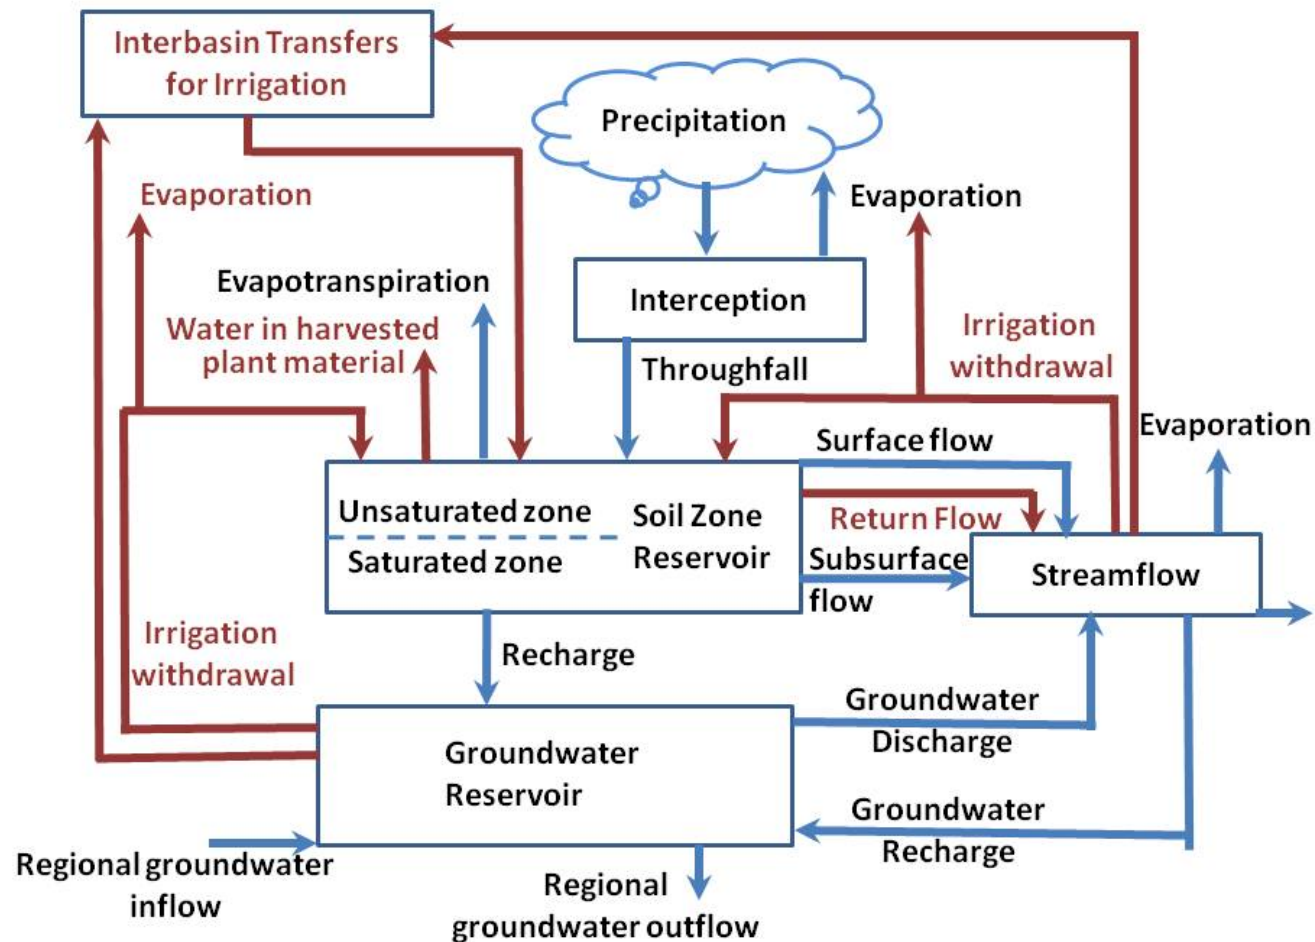 Interbasin Transfers
for Irrigation
Precipitation
Evaporation
Evaporation
Evapotranspiration
Interception
Water in harvested
plant material
Irrigation
withdrawal
Throughfall
Evaporation
Surface flow
Unsaturated zone
Saturated zone
Soil Zone
Reservoir
Return Flow
Subsurface
flow
Streamflow
Irrigation
withdrawal
Recharge
Groundwater
Reservoir
Groundwater
Discharge
Groundwater
Recharge
Regional groundwater
inflow
Regional
groundwater outflow